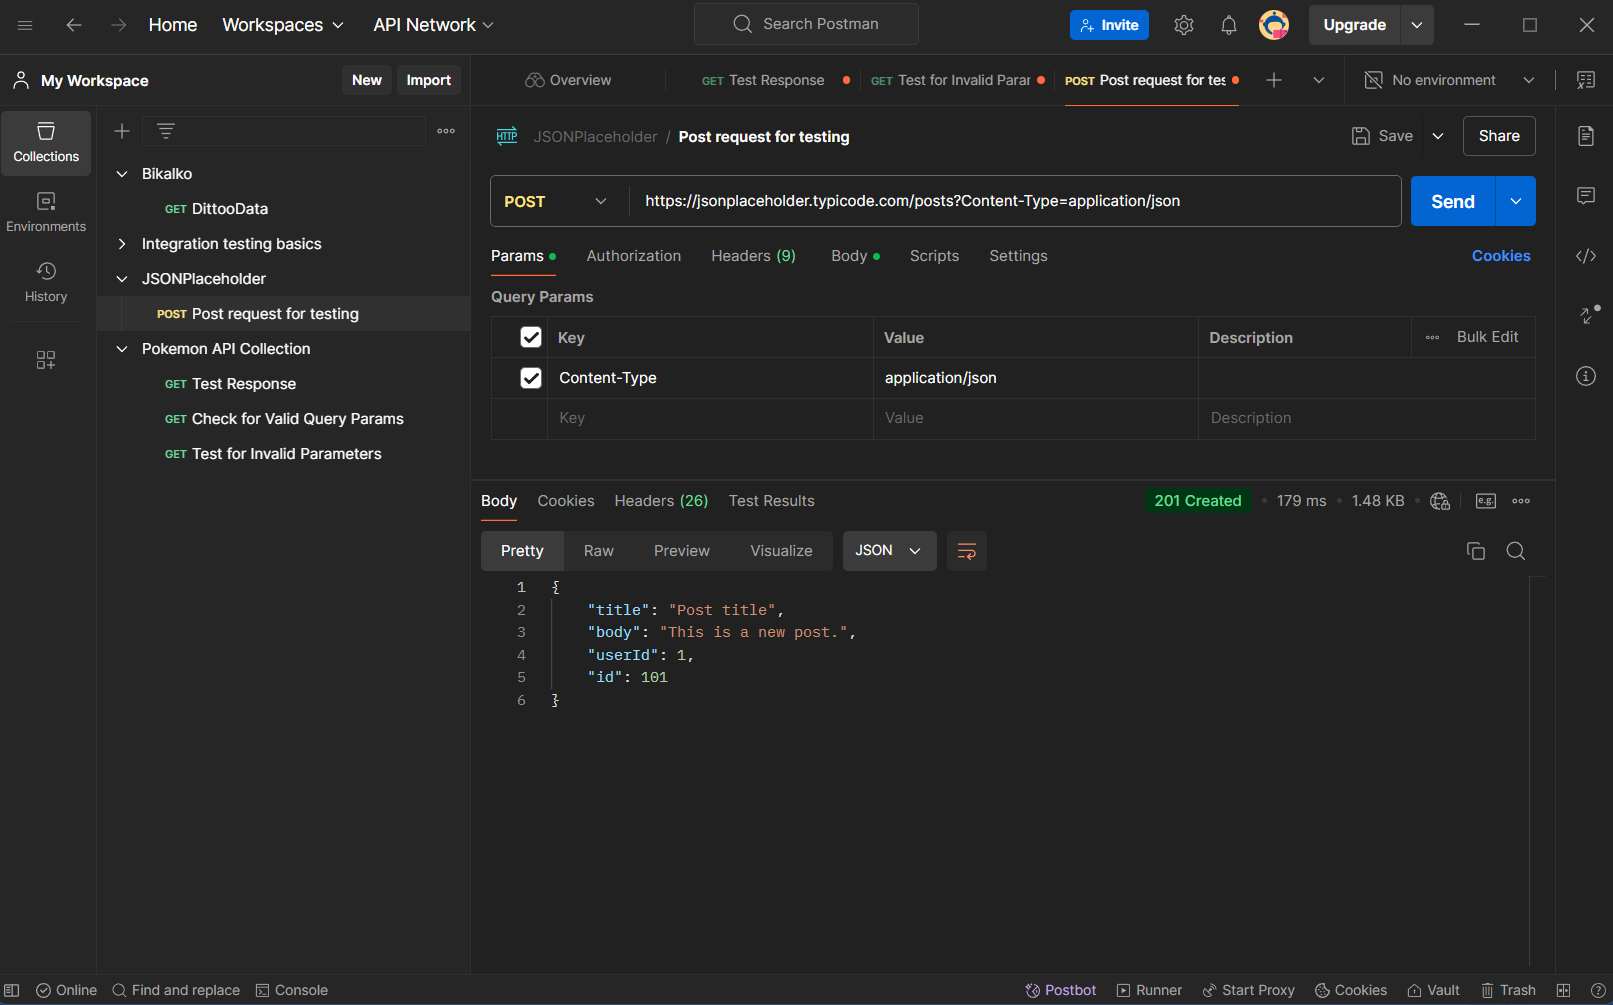 Home Workspaces API Network Search Postman Invite Upgrade
My Workspace New Import Overview GET Test Response GET Test for Invalid Parar POST Post request for tes No environment
Collections
Environments
History
Bikalko
GET DittooData
Integration testing basics
JSONPlaceholder
POST Post request for testing
Pokemon API Collection
GET Test Response
GET Check for Valid Query Params
GET Test for Invalid Parameters
HTTP JSONPlaceholder / Post request for testing Save Share
POST https://jsonplaceholder.typicode.com/posts?Content-Type=application/json Send
Params Authorization Headers (9) Body Scripts Settings Cookies
Query Params
Key Value Description Bulk Edit
Content-Type application/json
Key Value Description
Body Cookies Headers (26) Test Results 201 Created 179 ms 1.48 KB e.g.
Pretty Raw Preview Visualize JSON
1 {
2 "title": "Post title",
3 "body": "This is a new post.",
4 "userId": 1,
5 "id": 101
6 }
Online Find and replace Console Postbot Runner Start Proxy Cookies Vault Trash